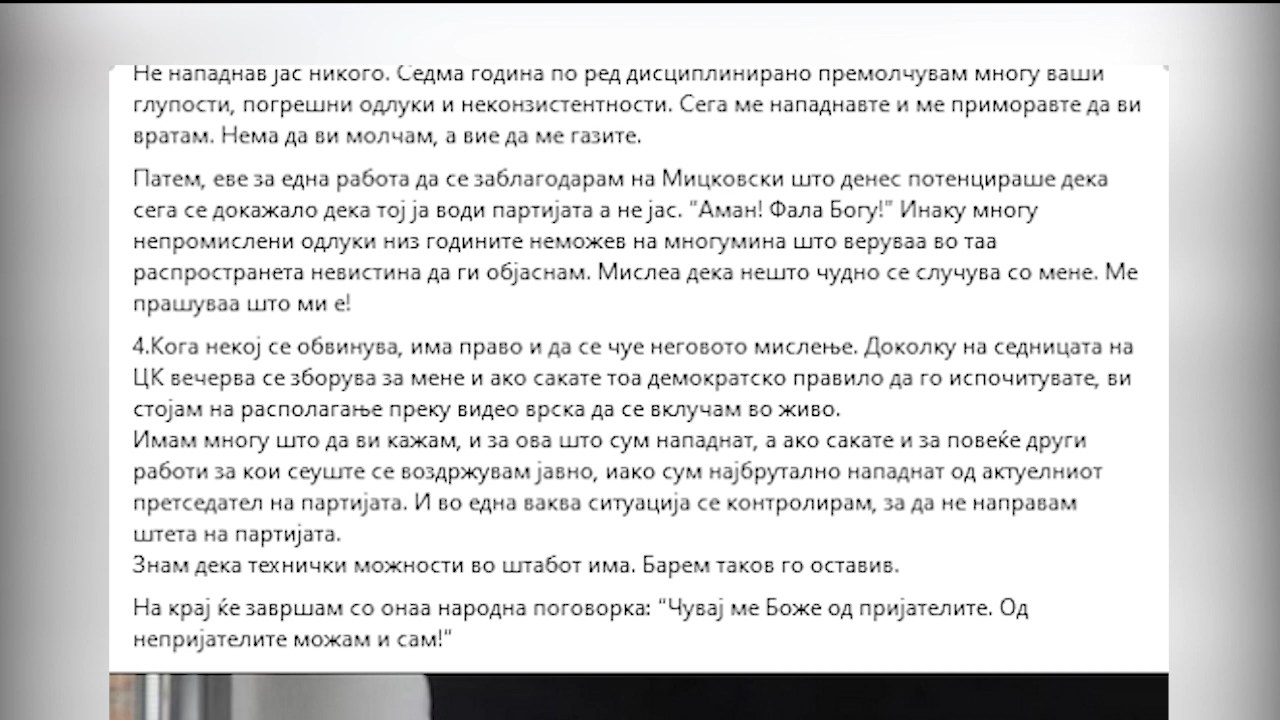 Не нападнав јас никого. Седма година по ред дисциплинирано премолчувам многу ваши
глупости, погрешни одлуки и неконзистентности. Сега ме нападнавте и ме приморавте да ви
вратам. Нема да ви молчам, а вие да ме газите.
Патем, еве за една работа да се заблагодарам на Мицковски што денес потенцираше дека
сега се докажало дека тој ја води партијата а не јас. “Аман! Фала Богу!” Инаку многу
непромислени одлуки низ годините неможев на многумина што веруваа во таа
распространета невистина да ги објаснам. Мислеа дека нешто чудно се случува со мене. Ме
прашуваа што ми е!
4.Кога некој се обвинува, има право и да се чуе неговото мислење. Доколку на седницата на
ЦК вечерва се зборува за мене и ако сакате тоа демократско правило да го испочитувате, ви
стојам на располагање преку видео врска да се вклучам во живо.
Имам многу што да ви кажам, и за ова што сум нападнат, а ако сакате и за повеќе други
работи за кои сеуште се воздржувам јавно, иако сум најбрутално нападнат од актуелниот
претседател на партијата. И во една ваква ситуација се контролирам, за да не направам
штета на партијата.
Знам дека технички можности во штабот има. Барем таков го оставив.
На крај ќе завршам со онаа народна поговорка: “Чувај ме Боже од пријателите. Од
непријателите можам и сам!“